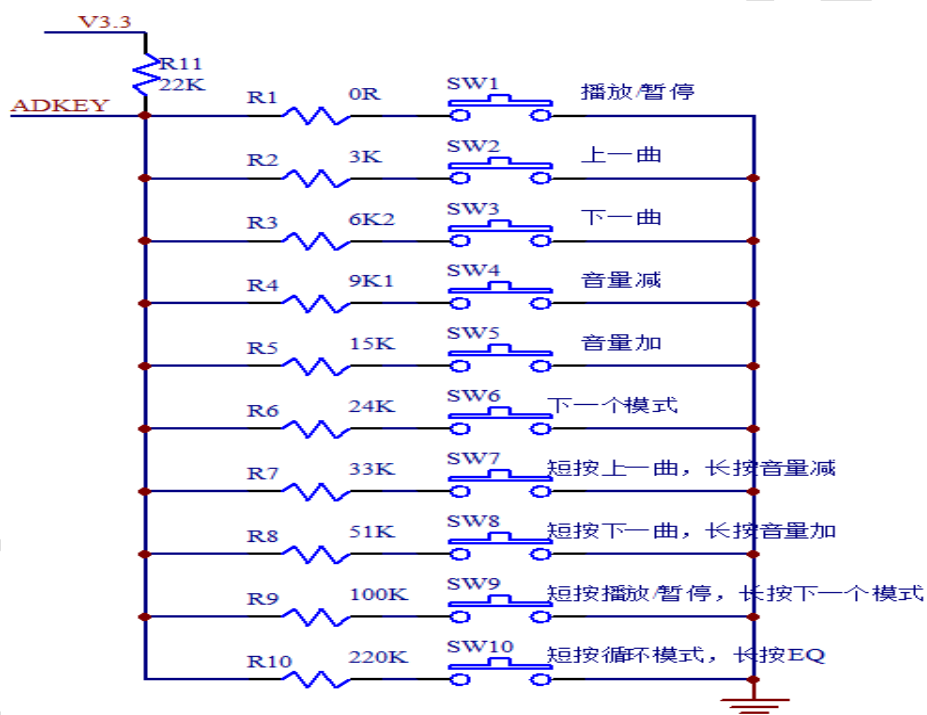 V3.3
R11
22K
ADKEY
R1 0R SW1 播放/暂停
R2 3K SW2 上一曲
R3 6K2 SW3 下一曲
R4 9K1 SW4 音量减
R5 15K SW5 音量加
R6 24K SW6 下一个模式
R7 33K SW7 短按上一曲，长按音量减
R8 51K SW8 短按下一曲，长按音量加
R9 100K SW9 短按播放/暂停，长按下一个模式
R10 220K SW10 短按循环模式，长按EQ